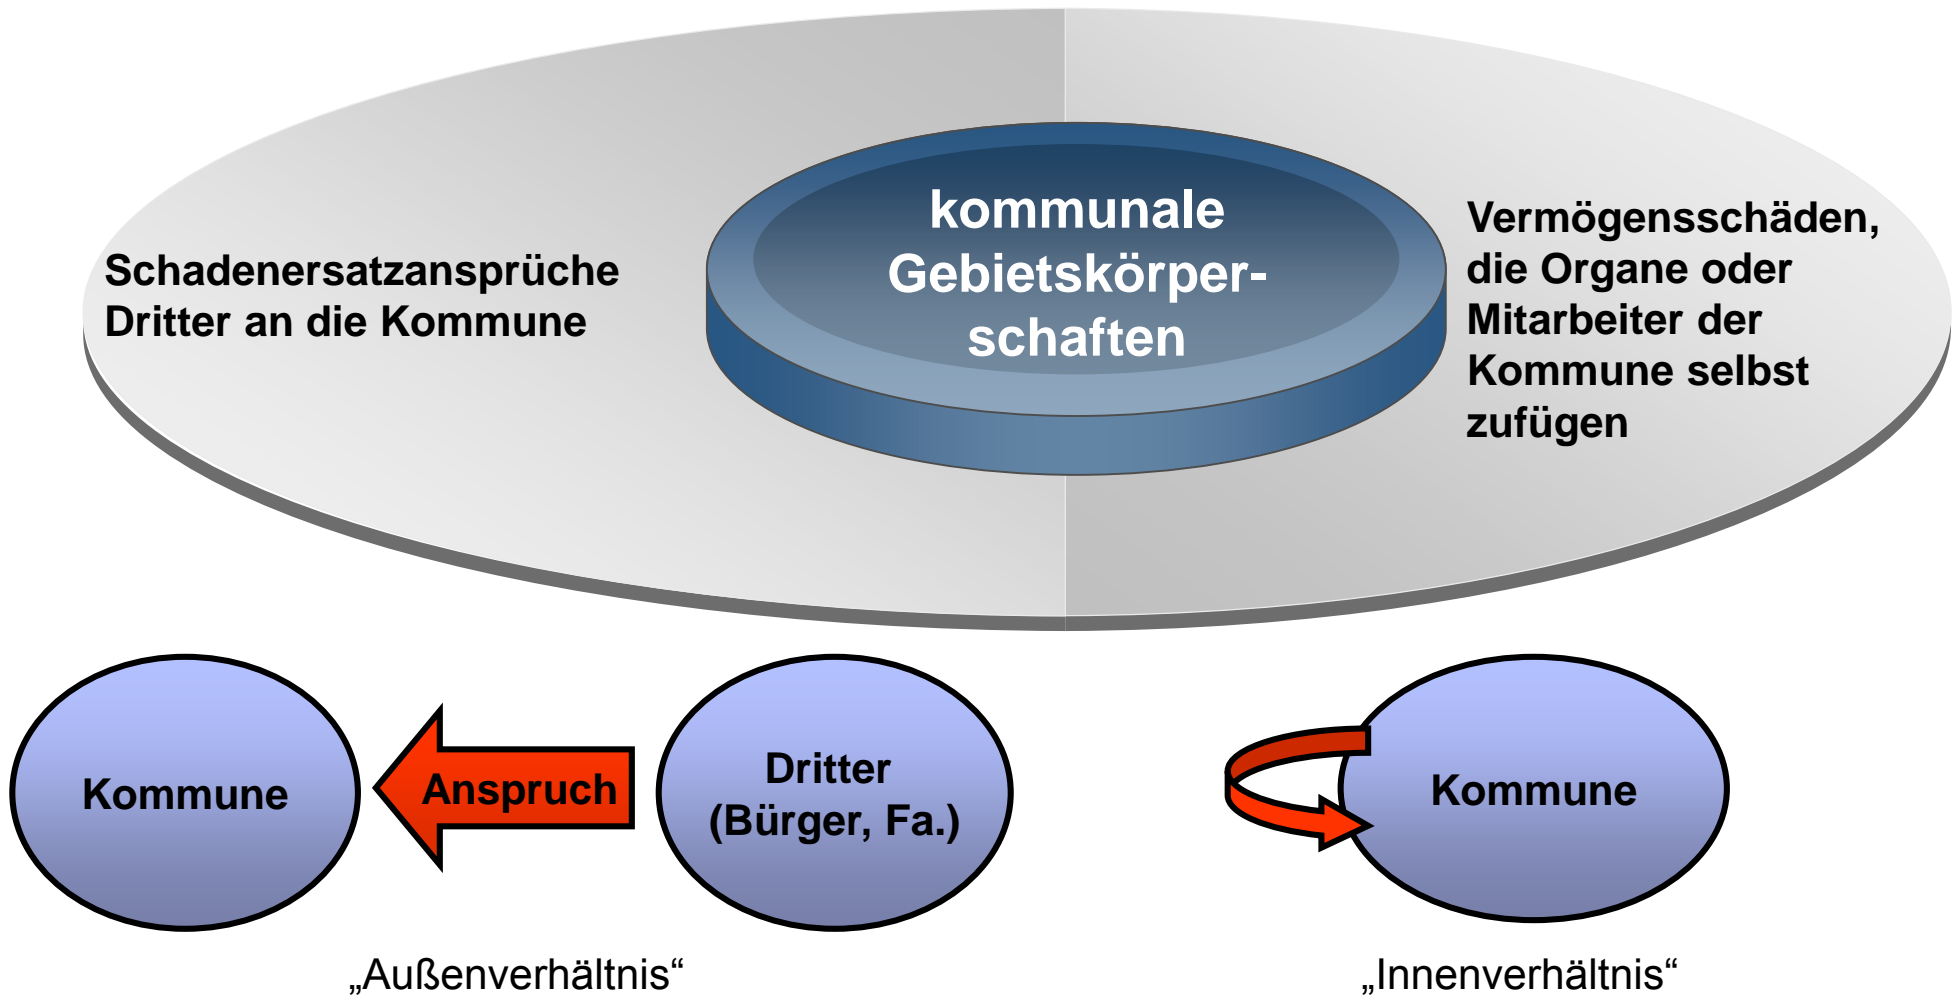 Schadenersatzansprüche
Dritter an die Kommune
kommunale
Gebietskörper-
schaften
Vermögensschäden,
die Organe oder
Mitarbeiter der
Kommune selbst
zufügen
Kommune
Anspruch
Dritter
(Bürger, Fa.)
Kommune
„Außenverhältnis“
„Innenverhältnis“